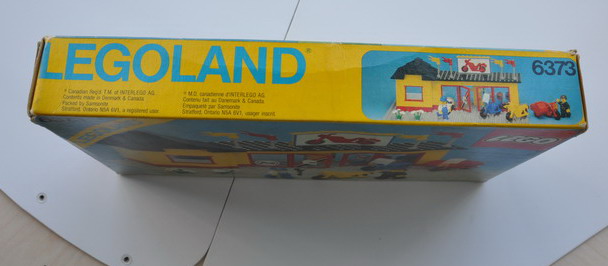 LEGOLAND®
6373
* Canadian Reg'd T.M. of INTERLEGO AG.
Contents made in Denmark & Canada
Packed by Samsonite
Stratford, Ontario N5A 6V1, a registered user.
* M.D. canadienne d'INTERLEGO AG.
Contenu fait au Danemark & Canada.
Empaqueté par Samsonite
Stratford, Ontario N5A 6V1, usager inscrit.
LEGO